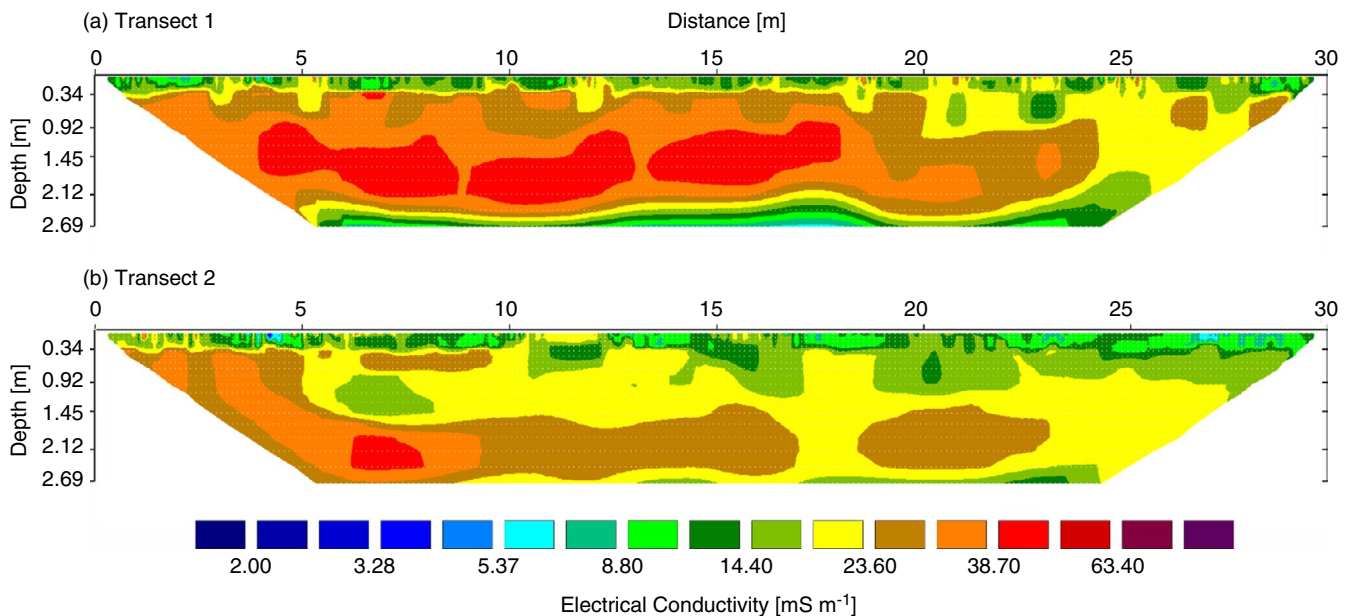 (a) Transect 1
Distance [m]
0 5 10 15 20 25 30
Depth [m]
0.34
0.92
1.45
2.12
2.69
(b) Transect 2
0 5 10 15 20 25 30
Depth [m]
0.34
0.92
1.45
2.12
2.69
2.00 3.28 5.37 8.80 14.40 23.60 38.70 63.40
Electrical Conductivity [mS m⁻¹]